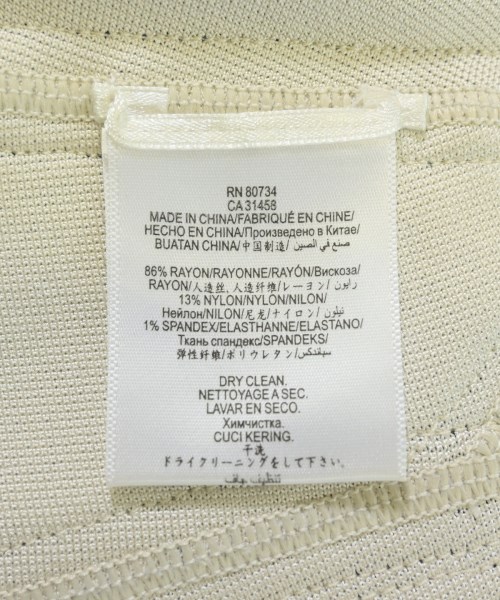 RN 80734
CA 31458
MADE IN CHINA/FABRIQUÉ EN CHINE/
HECHO EN CHINA/Произведено в Китае/
BUATAN CHINA/中国制造/صنع في الصين/
86% RAYON/RAYONNE/RAYÓN/Вискоза/
RAYON/人造丝, 人造纤维/レーヨン/رايون/
13% NYLON/NYLON/NILON/
Нейлон/NILON/尼龙/ナイロン/نيلون/
1% SPANDEX/ELASTHANNE/ELASTANO/
Ткань спандекс/SPANDEKS/
弹性纤维/ポリウレタン/سباندكس/
DRY CLEAN.
NETTOYAGE A SEC.
LAVAR EN SECO.
Химчистка.
CUCI KERING.
干洗
ドライクリーニングをして下さい.
تنظيف جاف